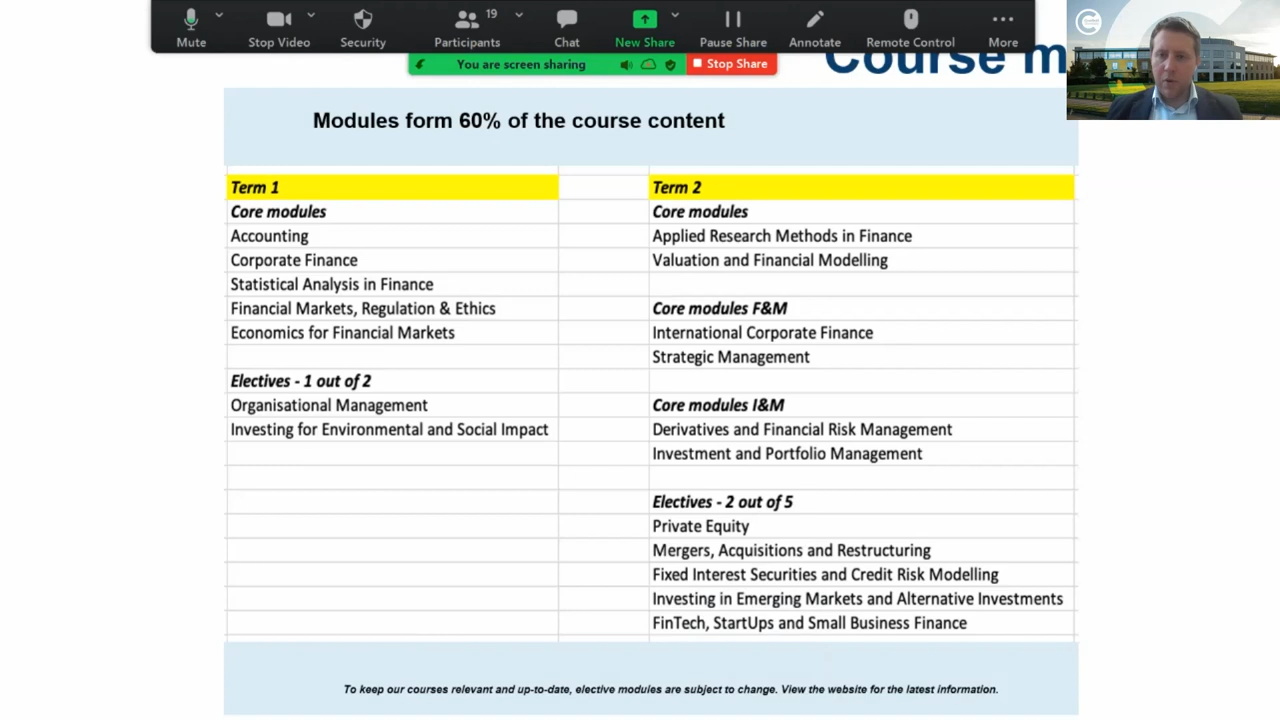 19
Mute
Stop Video
Security
Participants
Chat
New Share
Pause Share
Annotate
Remote Control
More
You are screen sharing
Stop Share
Course m
Modules form 60% of the course content
Term 1
Core modules
Accounting
Corporate Finance
Statistical Analysis in Finance
Financial Markets, Regulation & Ethics
Economics for Financial Markets
Electives - 1 out of 2
Organisational Management
Investing for Environmental and Social Impact
Term 2
Core modules
Applied Research Methods in Finance
Valuation and Financial Modelling
Core modules F&M
International Corporate Finance
Strategic Management
Core modules I&M
Derivatives and Financial Risk Management
Investment and Portfolio Management
Electives - 2 out of 5
Private Equity
Mergers, Acquisitions and Restructuring
Fixed Interest Securities and Credit Risk Modelling
Investing in Emerging Markets and Alternative Investments
FinTech, StartUps and Small Business Finance
To keep our courses relevant and up-to-date, elective modules are subject to change. View the website for the latest information.